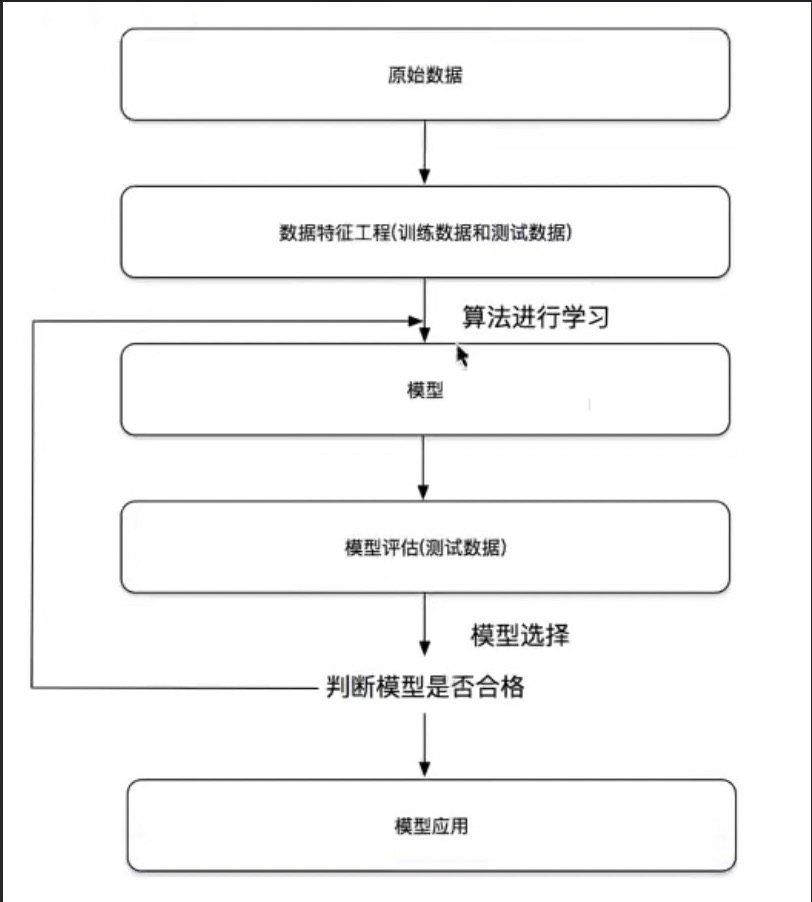 原始数据
数据特征工程(训练数据和测试数据)
算法进行学习
模型
模型评估(测试数据)
模型选择
判断模型是否合格
模型应用